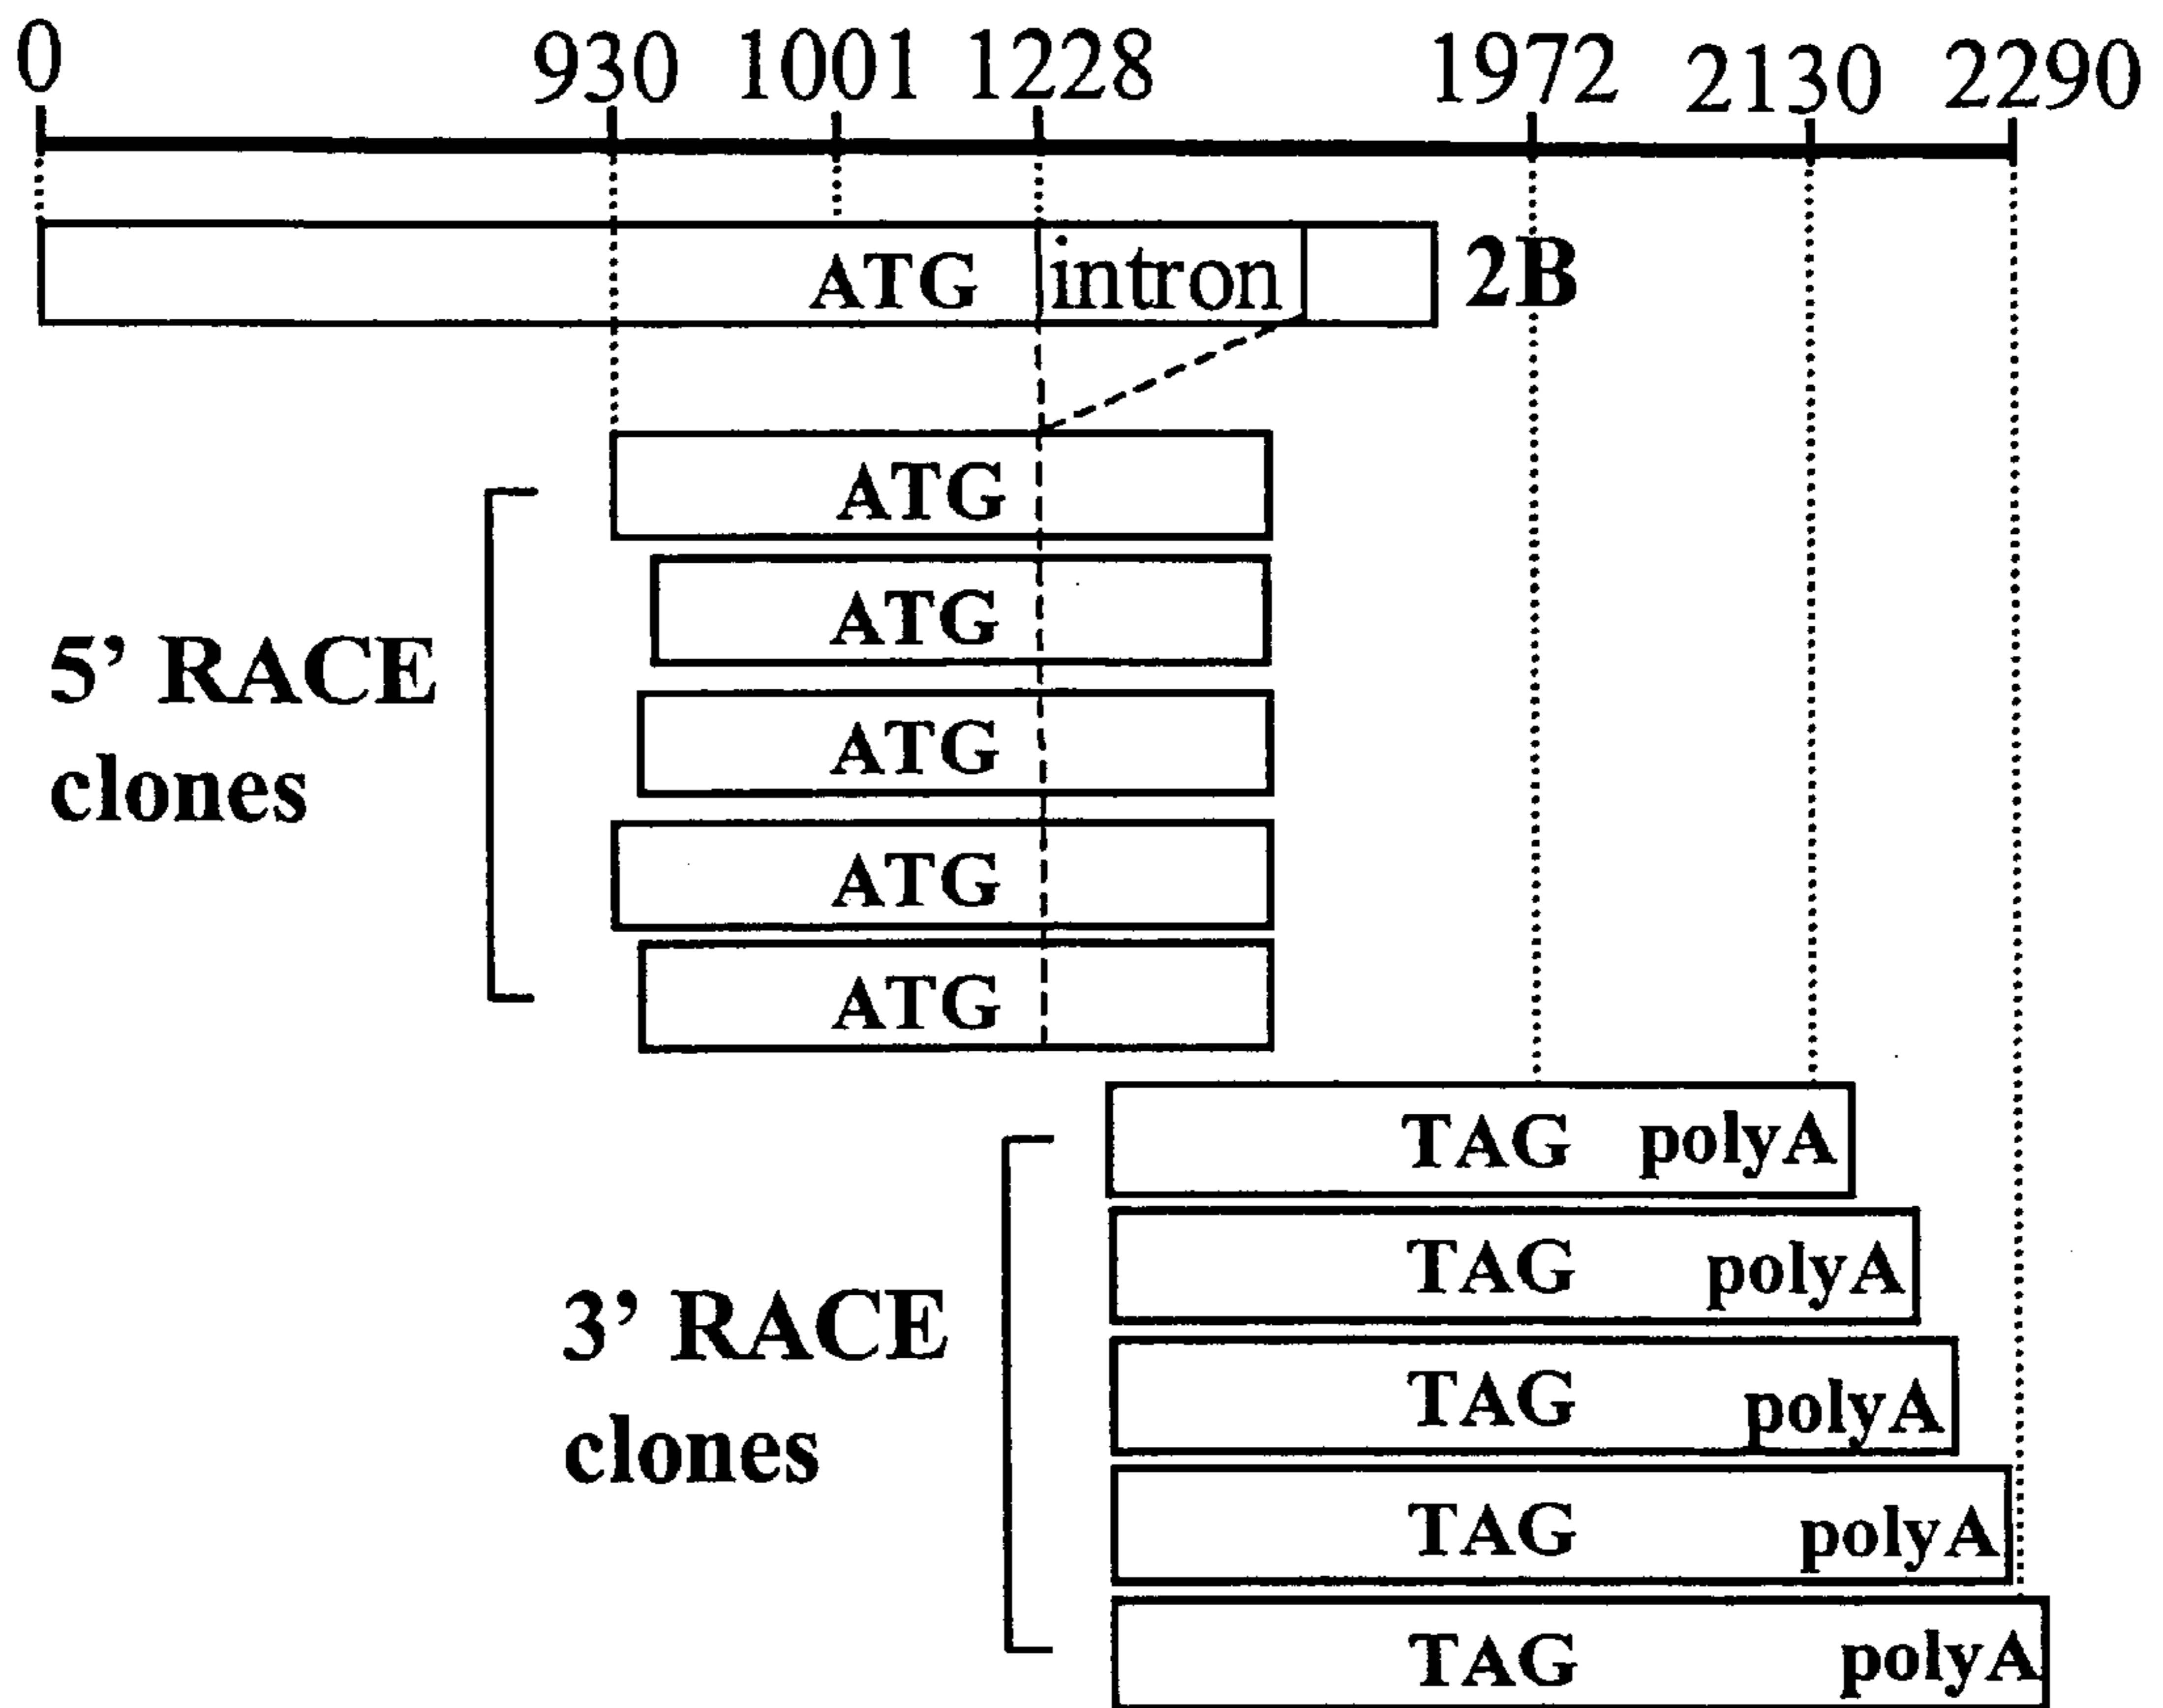 0 930 1001 1228 1972 2130 2290
ATG intron 2B
ATG
ATG
5’ RACE
clones
ATG
ATG
ATG
TAG polyA
TAG polyA
3’ RACE
clones
TAG polyA
TAG polyA
TAG polyA